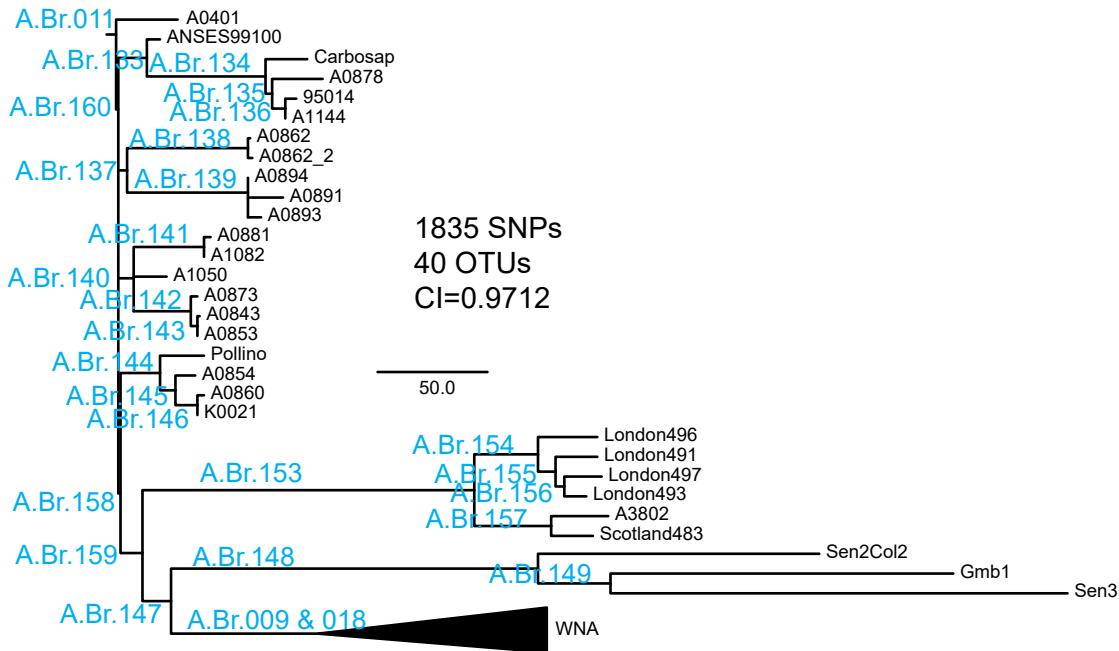 A.Br.011
A0401
ANSES99100
A.Br.133
A.Br.134
Carbosap
A0878
A.Br.135
95014
A.Br.160
A.Br.136
A1144
A.Br.138
A0862
A0862_2
A.Br.137
A.Br.139
A0894
A0891
A0893
1835 SNPs
40 OTUs
CI=0.9712
A.Br.141
A0881
A1082
A.Br.140
A1050
A.Br.142
A0873
A0843
A.Br.143
A0853
A.Br.144
Pollino
A0854
A.Br.145
A0860
A.Br.146
K0021
50.0
A.Br.154
London496
London491
A.Br.153
A.Br.155
London497
A.Br.158
A.Br.156
London493
A.Br.157
A3802
Scotland483
A.Br.159
A.Br.148
Sen2Col2
A.Br.149
Gmb1
Sen3
A.Br.147
A.Br.009 & 018
WNA